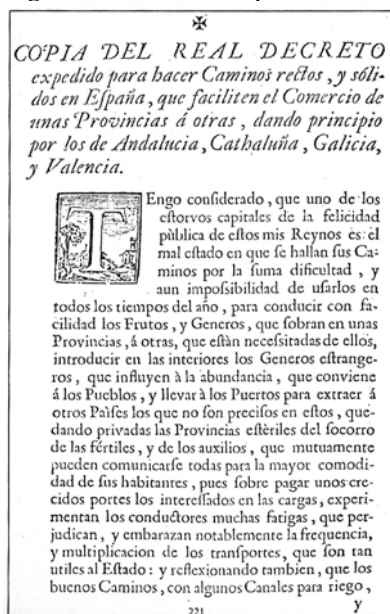 COPIA DEL REAL DECRETO
expedido para hacer Caminos rectos, y sóli-
dos en Eſpaña, que faciliten el Comercio de
unas Provincias á otras, dando principio
por los de Andalucia, Cathaluña, Galicia,
y Valencia.
TEngo conſiderado, que uno de los
eſtorvos capitales de la felicidad
pùblica de eſtos mis Reynos es: el
mal eſtado en que ſe hallan ſus Ca-
minos por la ſuma dificultad, y
aun impoſsibilidad de uſarlos en
todos los tiempos del año, para conducir con fa-
cilidad los Frutos, y Generos, que ſobran en unas
Provincias, á otras, que eſtàn neceſsitadas de ellos,
introducir en las interiores los Generos eſtrange-
ros, que influyen à la abundancia, que conviene
á los Pueblos, y llevar à los Puertos para extraer á
otros Paìſes los que no ſon preciſos en eſtos, que-
dando privadas las Provincias eſtèriles del ſocorro
de las fértiles, y de los auxilios, que mutuamente
pueden comunicarſe todas para la mayor comodi-
dad de ſus habitantes, pues ſobre pagar unos cre-
cidos portes los intereſſados en las cargas, experi-
mentan los conductores muchas fatigas, que per-
judican, y embarazan notablemente la frequencia,
y multiplicacion de los tranſportes, que ſon tan
utiles al Eſtado: y reflexionando tambien, que los
buenos Caminos, con algunos Canales para riego,
221
y